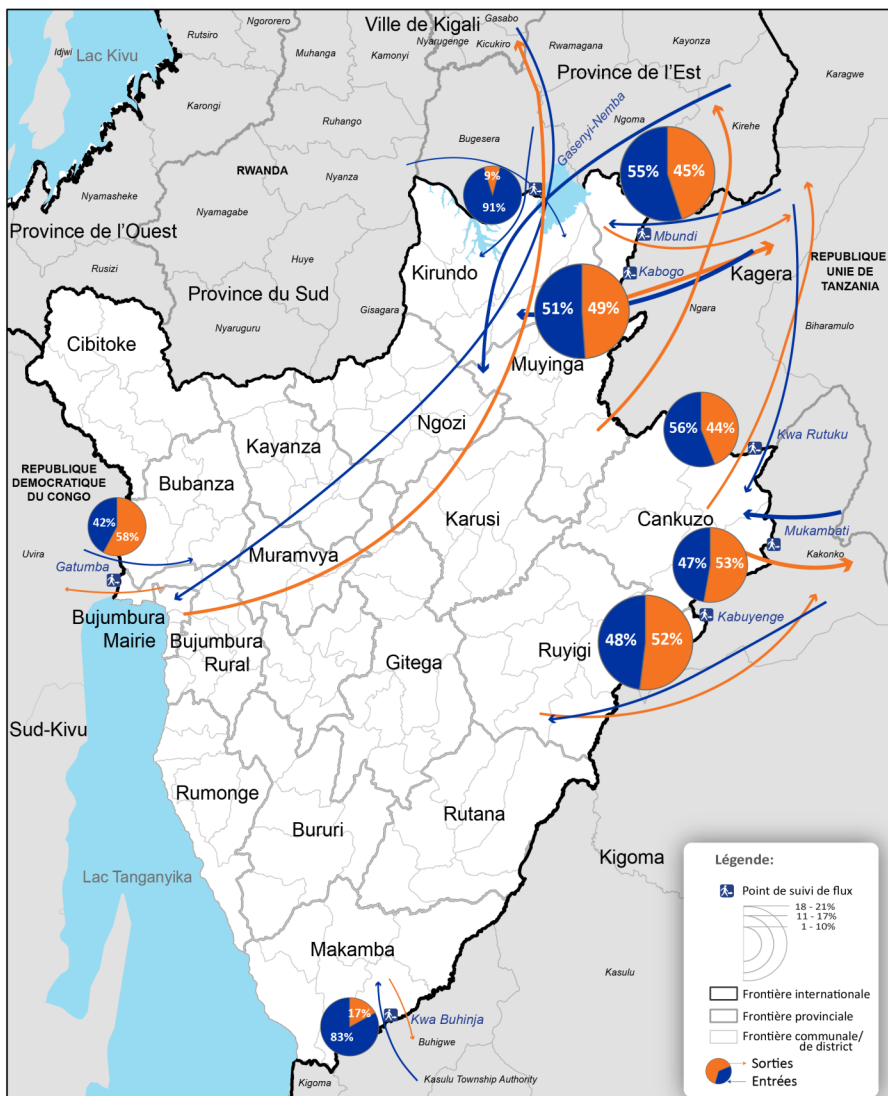 Ville de Kigali
Gasabo
Nyarugenge
Kicukiro
Rutsiro
Ngororero
Idjwi
Lac Kivu
Muhanga
Kamonyi
Rwamagana
Kayonza
Province de l'Est
Karagwe
Karongi
Ruhango
Bugesera
Gasenyi-Nemba
Ngoma
Kirehe
RWANDA
Nyanza
Nyamasheke
Nyamagabe
9%
91%
55%
45%
Province de l'Ouest
Huye
Mbundi
Rusizi
Kirundo
Kabogo
Kagera
REPUBLIQUE
UNIE DE
TANZANIA
Province du Sud
Gisagara
Nyaruguru
51%
49%
Ngara
Biharamulo
Cibitoke
Muyinga
Ngozi
Kayanza
56%
44%
Kwa Rutuku
REPUBLIQUE
DEMOCRATIQUE
DU CONGO
Bubanza
Karusi
Cankuzo
42%
58%
Mukambati
Uvira
Muramvya
Kakonko
Gatumba
47%
53%
Bujumbura
Mairie
Bujumbura
Rural
Kabuyenge
Gitega
Ruyigi
48%
52%
Sud-Kivu
Rumonge
Bururi
Rutana
Kigoma
Lac Tanganyika
Makamba
Kasulu
17%
83%
Kwa Buhinja
Buhigwe
Kigoma
Kasulu Township Authority
Légende:
Point de suivi de flux
18 - 21%
11 - 17%
1 - 10%
Frontière internationale
Frontière provinciale
Frontière communale/
de district
Sorties
Entrées